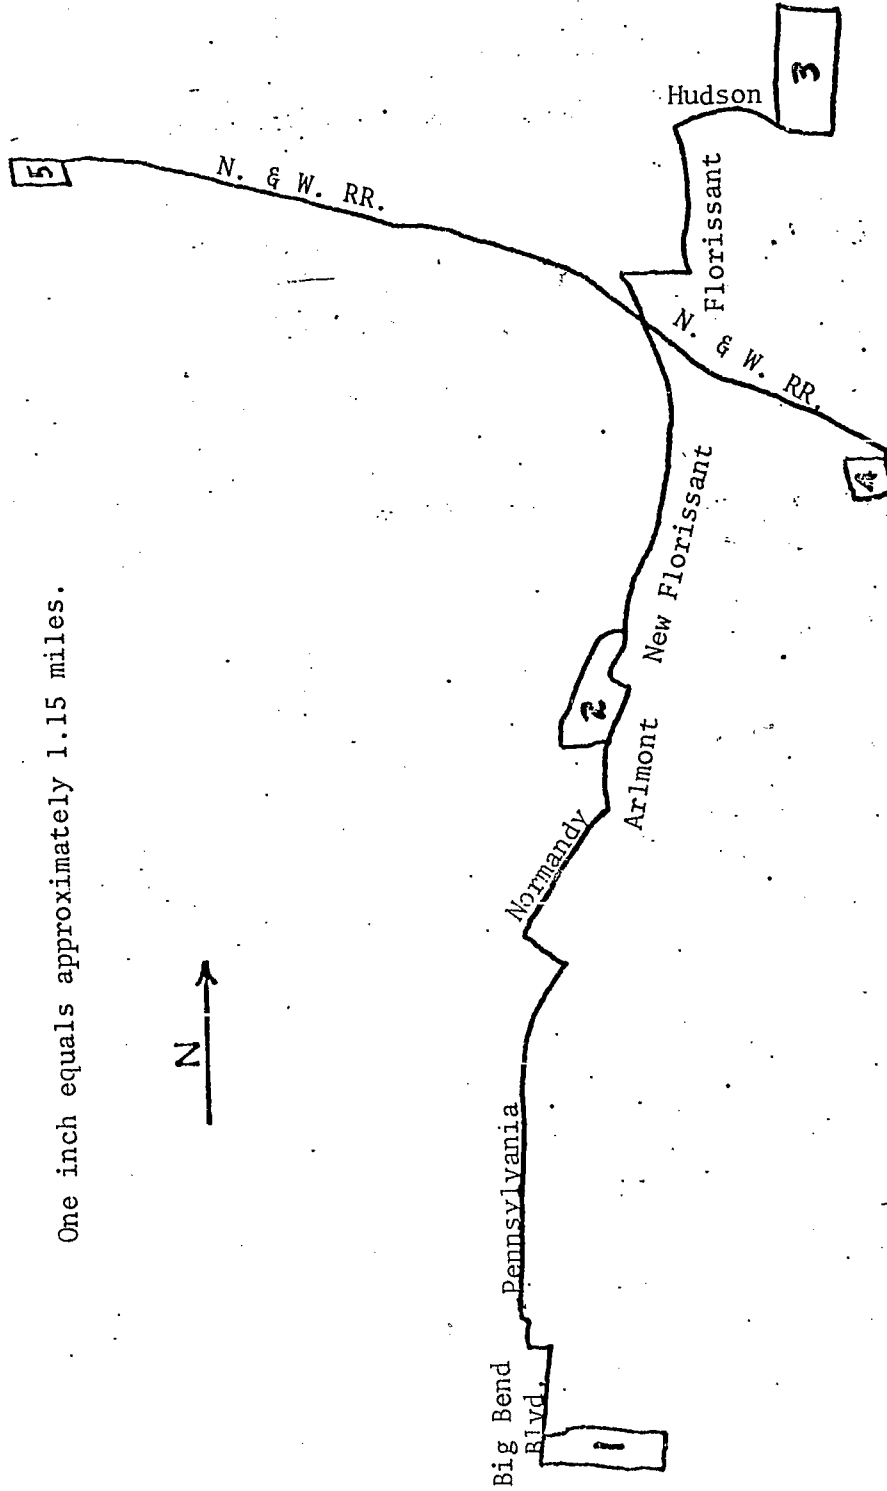 One inch equals approximately 1.15 miles.
N
5
N. & W. RR.
Hudson
3
Florissant
N. & W. RR.
4
New Florissant
2
Arlmont
Normandy
Pennsylvania
Big Bend
Blvd.
1